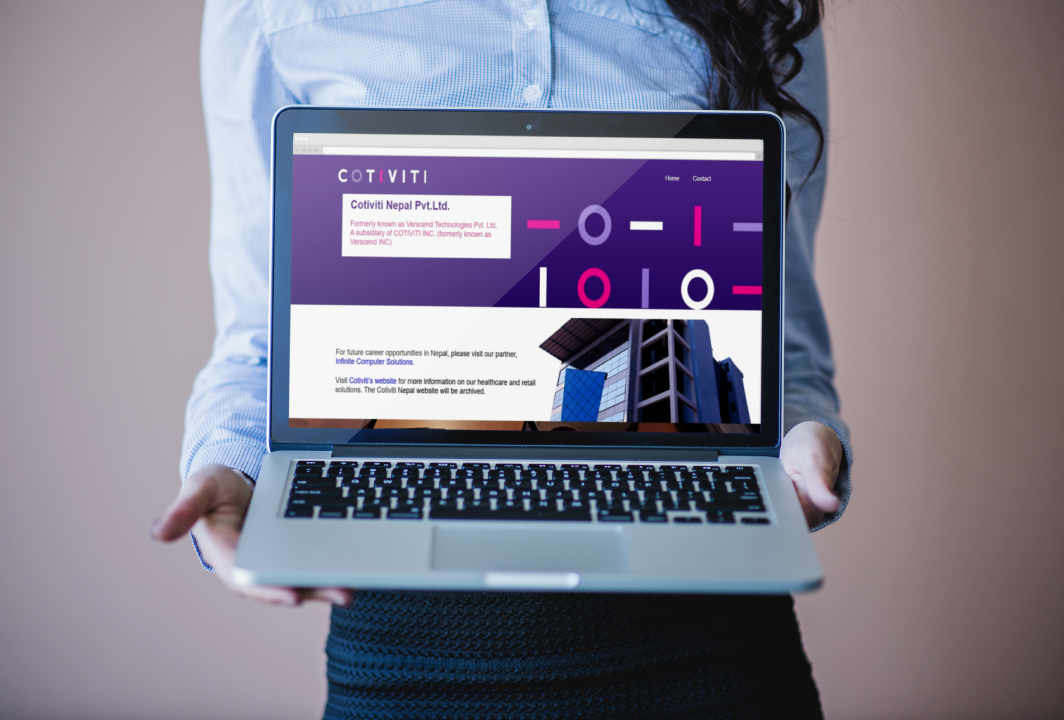 COTIVITI
Home Contact
Cotiviti Nepal Pvt.Ltd.
Formerly known as Verscend Technologies Pvt, Ltd.
A subsidiary of COTIVITI INC. (formerly known as
Verscend INC)
For future career opportunities in Nepal, please visit our partner,
Infinite Computer Solutions.
Visit Cotiviti's website for more information on our healthcare and retail
solutions. The Cotiviti Nepal website will be archived.